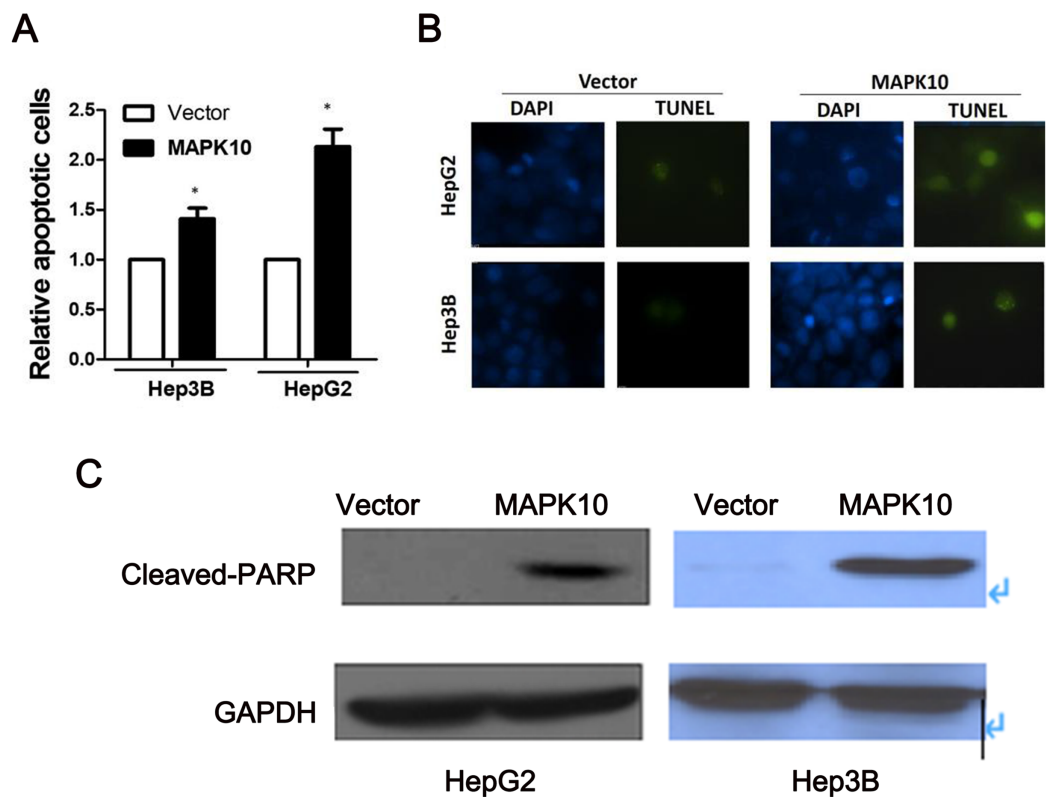 A
Relative apoptotic cells
2.5
2.0
1.5
1.0
0.5
0.0
Vector
MAPK10
*
*
Hep3B
HepG2
B
Vector
MAPK10
DAPI
TUNEL
DAPI
TUNEL
HepG2
Hep3B
C
Vector
MAPK10
Vector
MAPK10
Cleaved-PARP
GAPDH
HepG2
Hep3B